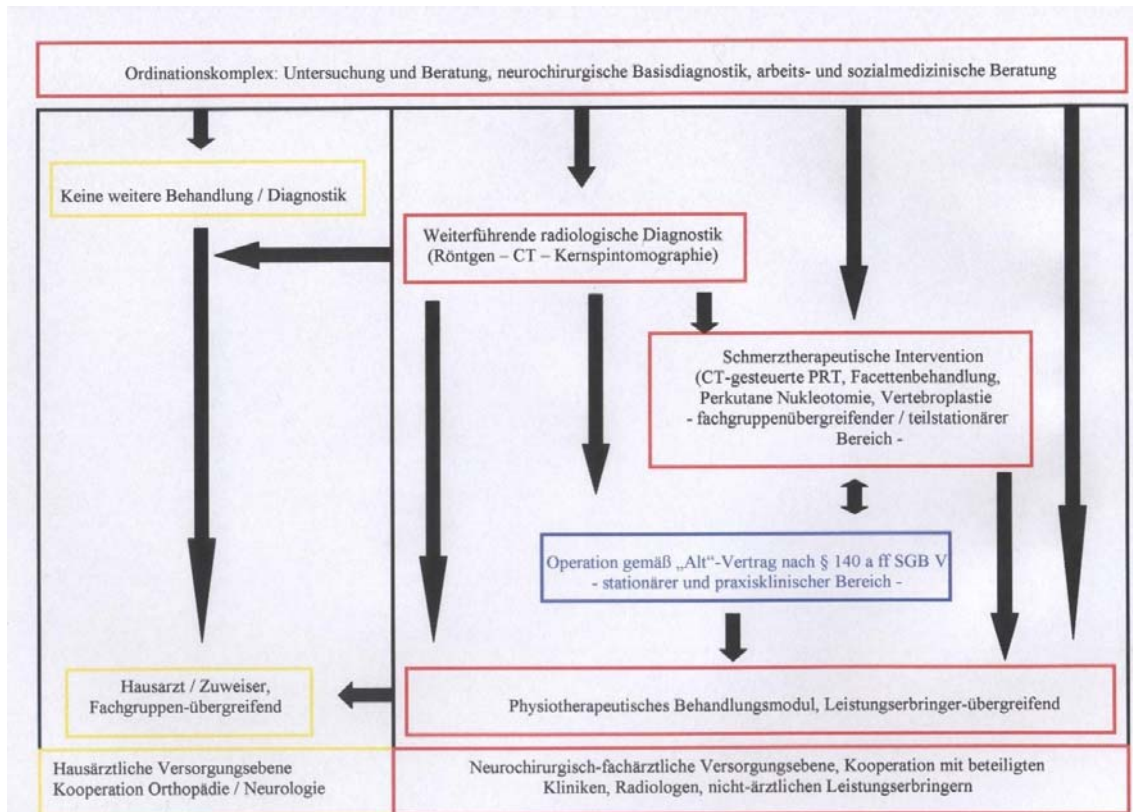 Ordinationskomplex: Untersuchung und Beratung, neurochirurgische Basisdiagnostik, arbeits- und sozialmedizinische Beratung
Keine weitere Behandlung / Diagnostik
Weiterführende radiologische Diagnostik
(Röntgen – CT – Kernspintomographie)
Schmerztherapeutische Intervention
(CT-gesteuerte PRT, Facettenbehandlung,
Perkutane Nukleotomie, Vertebroplastie
- fachgruppenübergreifender / teilstationärer
Bereich -
Operation gemäß „Alt“-Vertrag nach § 140 a ff SGB V
- stationärer und praxisklinischer Bereich -
Hausarzt / Zuweiser,
Fachgruppen-übergreifend
Physiotherapeutisches Behandlungsmodul, Leistungserbringer-übergreifend
Hausärztliche Versorgungsebene
Kooperation Orthopädie / Neurologie
Neurochirurgisch-fachärztliche Versorgungsebene, Kooperation mit beteiligten
Kliniken, Radiologen, nicht-ärztlichen Leistungserbringern